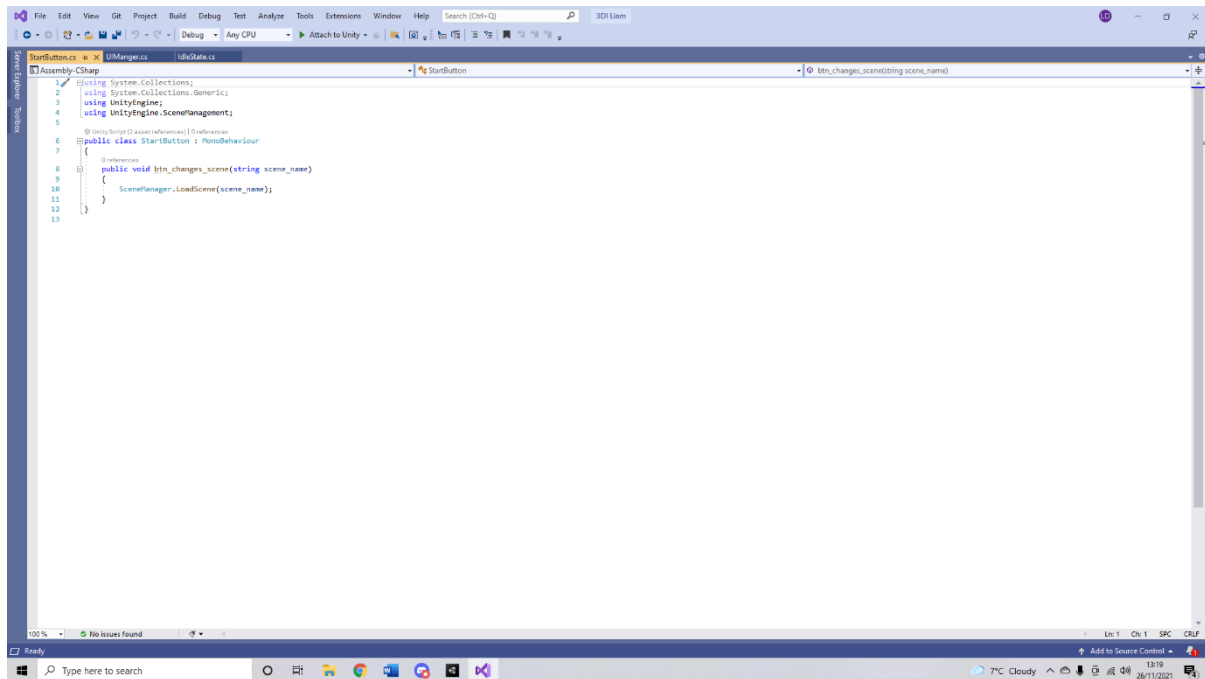 File Edit View Git Project Build Debug Test Analyze Tools Extensions Window Help Search (Ctrl+Q) 3DI Liam LD
Debug Any CPU Attach to Unity
Server Explorer
Toolbox
StartButton.cs UIManger.cs IdleState.cs
Assembly-CSharp StartButton btn_changes_scene(string scene_name)
1 using System.Collections;
2 using System.Collections.Generic;
3 using UnityEngine;
4 using UnityEngine.SceneManagement;
5
Unity Script (2 asset references) | 0 references
6 public class StartButton : MonoBehaviour
7 {
0 references
8 public void btn_changes_scene(string scene_name)
9 {
10 SceneManager.LoadScene(scene_name);
11 }
12 }
13
100 % No issues found Ln: 1 Ch: 1 SPC CRLF
Ready Add to Source Control 1
Type here to search 7°C Cloudy 13:19
26/11/2021 4